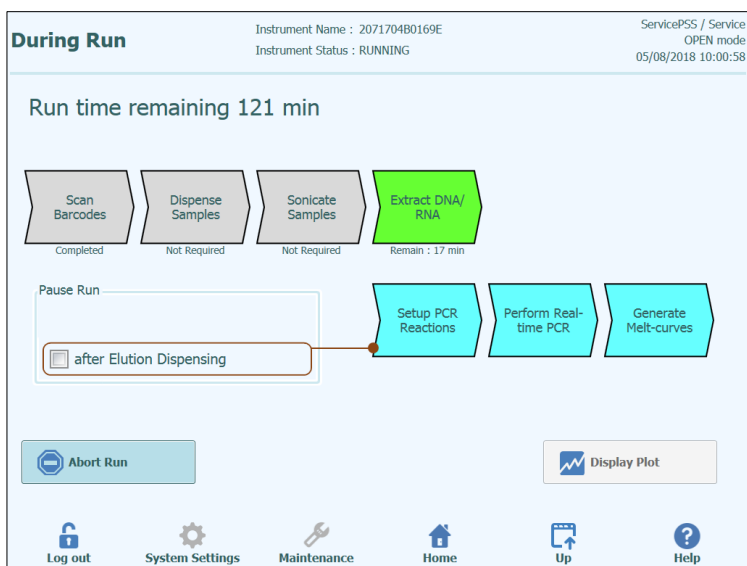 During Run
Instrument Name : 2071704B0169E
Instrument Status : RUNNING
ServicePSS / Service
OPEN mode
05/08/2018 10:00:58
Run time remaining 121 min
Scan
Barcodes
Completed
Dispense
Samples
Not Required
Sonicate
Samples
Not Required
Extract DNA/
RNA
Remain : 17 min
Pause Run
after Elution Dispensing
Setup PCR
Reactions
Perform Real-
time PCR
Generate
Melt-curves
Abort Run
Display Plot
Log out
System Settings
Maintenance
Home
Up
Help